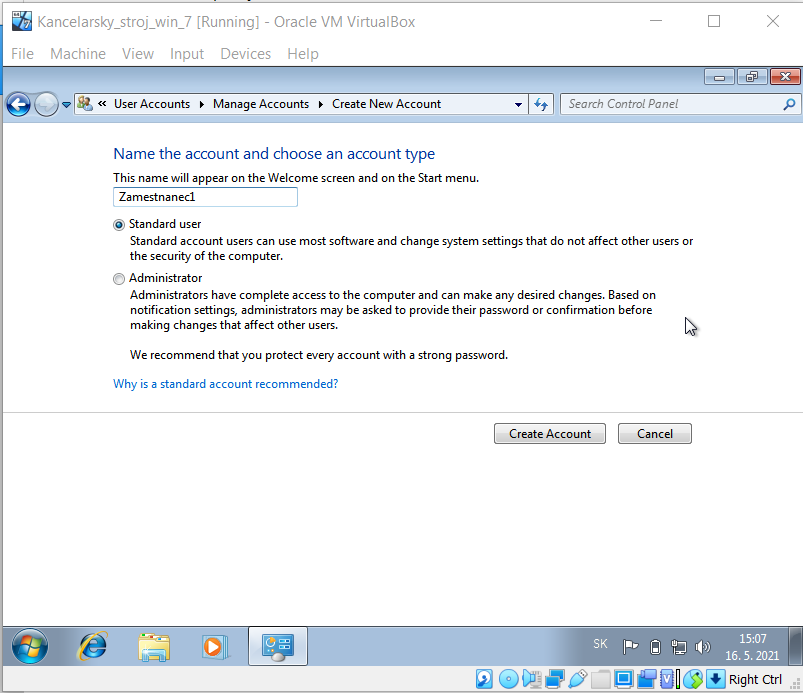 Kancelarsky_stroj_win_7 [Running] - Oracle VM VirtualBox
File Machine View Input Devices Help
« User Accounts Manage Accounts Create New Account Search Control Panel
Name the account and choose an account type
This name will appear on the Welcome screen and on the Start menu.
Zamestnanec1
Standard user
Standard account users can use most software and change system settings that do not affect other users or
the security of the computer.
Administrator
Administrators have complete access to the computer and can make any desired changes. Based on
notification settings, administrators may be asked to provide their password or confirmation before
making changes that affect other users.
We recommend that you protect every account with a strong password.
Why is a standard account recommended?
Create Account Cancel
SK
15:07
16. 5. 2021
Right Ctrl